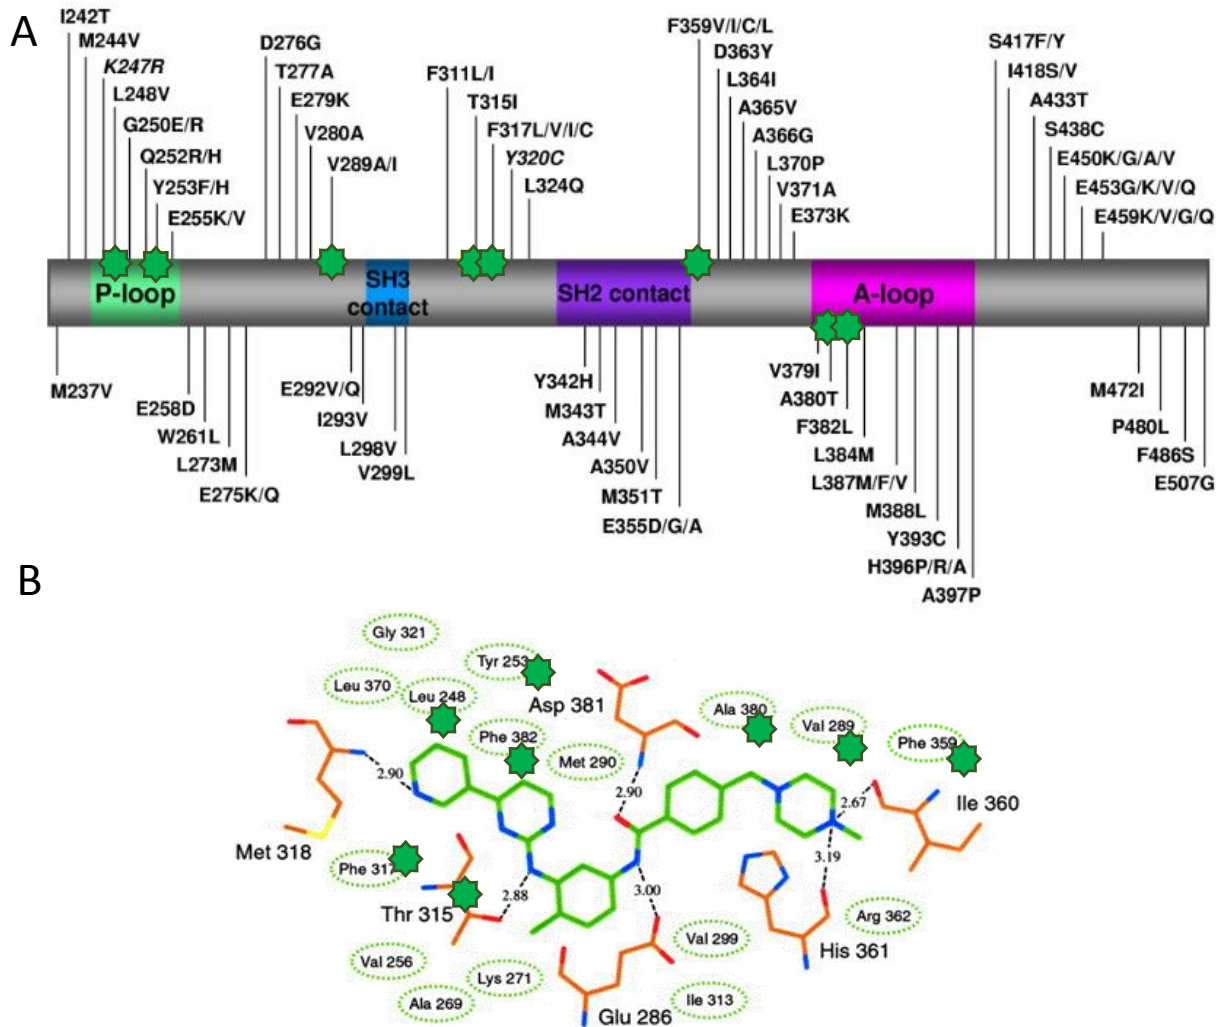 A
I242T
M244V
K247R
L248V
G250E/R
Q252R/H
Y253F/H
E255K/V
D276G
T277A
E279K
V280A
V289A/I
F311L/I
T315I
F317L/V/I/C
Y320C
L324Q
F359V/I/C/L
D363Y
L364I
A365V
A366G
L370P
V371A
E373K
S417F/Y
I418S/V
A433T
S438C
E450K/G/A/V
E453G/K/V/Q
E459K/V/G/Q
P-loop
SH3
contact
SH2 contact
A-loop
M237V
E258D
W261L
L273M
E275K/Q
E292V/Q
I293V
L298V
V299L
Y342H
M343T
A344V
A350V
M351T
E355D/G/A
V379I
A380T
F382L
L384M
L387M/F/V
M388L
Y393C
H396P/R/A
A397P
M472I
P480L
F486S
E507G
B
Gly 321
Tyr 253
Leu 370
Leu 248
Asp 381
Ala 380
Val 289
Phe 382
Phe 359
Met 290
2.90
2.90
2.67
Ile 360
Met 318
3.19
Phe 317
2.88
3.00
Thr 315
Arg 362
Val 299
His 361
Val 256
Lys 271
Ala 269
Ile 313
Glu 286